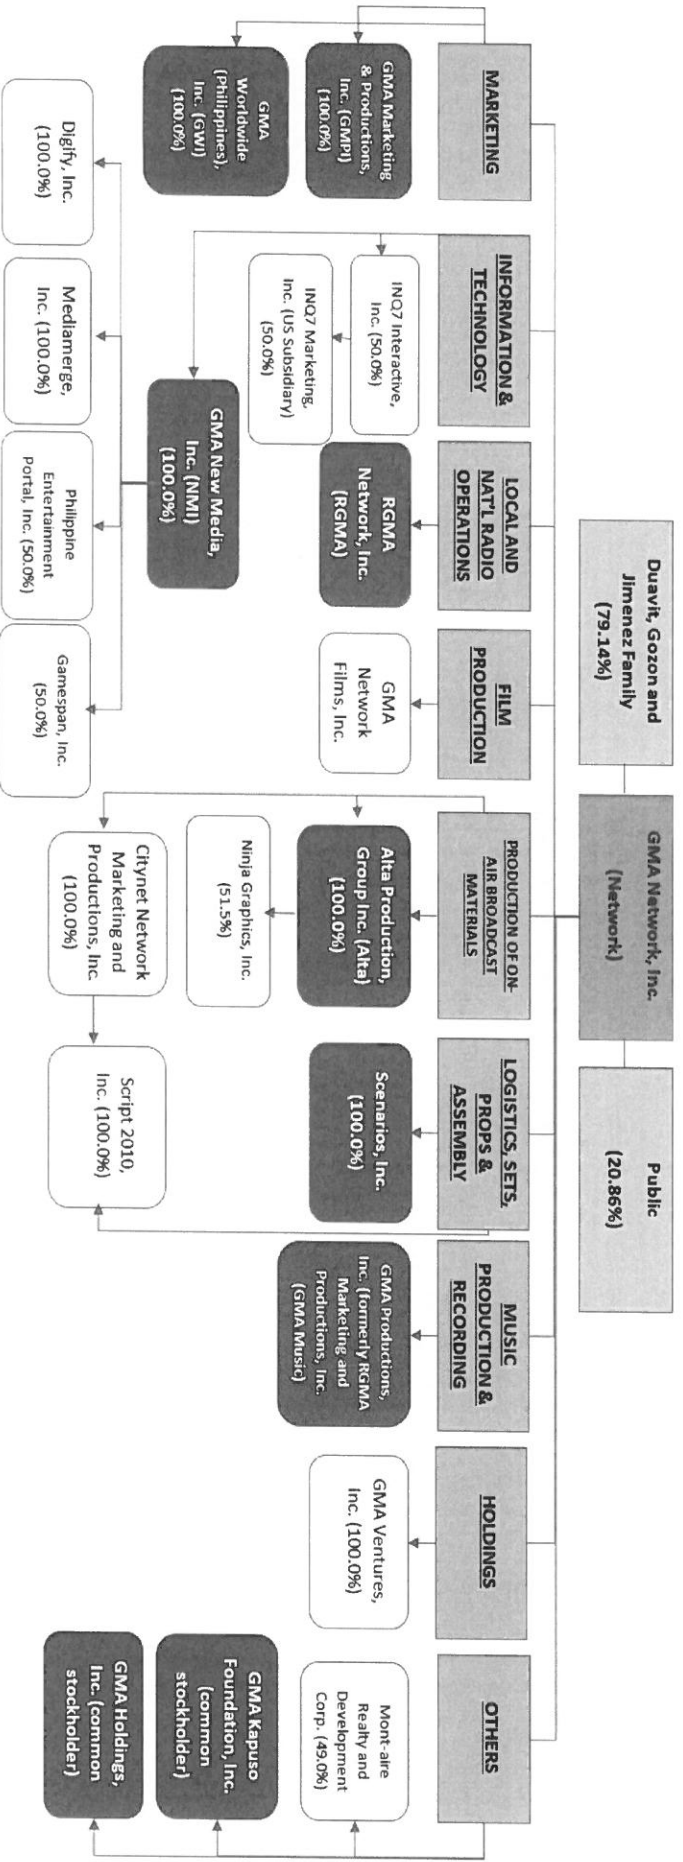 Duavit, Gozon and
Jimenez Family
(79.14%)
GMA Network, Inc.
(Network)
Public
(20.86%)
MARKETING
GMA Marketing
& Productions,
Inc. (GMPI)
(100.0%)
GMA
Worldwide
(Philippines),
Inc. (GWI)
(100.0%)
INFORMATION &
TECHNOLOGY
INQ7 Interactive,
Inc. (50.0%)
INQ7 Marketing,
Inc. (US Subsidiary)
(50.0%)
GMA New Media,
Inc. (NMI)
(100.0%)
Digify, Inc.
(100.0%)
Mediamerge,
Inc. (100.0%)
Philippine
Entertainment
Portal, Inc. (50.0%)
Gamespan, Inc.
(50.0%)
LOCAL AND
NAT'L RADIO
OPERATIONS
RGMA
Network, Inc.
(RGMA)
FILM
PRODUCTION
GMA
Network
Films, Inc.
PRODUCTION OF ON-
AIR BROADCAST
MATERIALS
Alta Production,
Group Inc. (Alta)
(100.0%)
Ninja Graphics, Inc.
(51.5%)
Citynet Network
Marketing and
Productions, Inc.
(100.0%)
LOGISTICS, SETS,
PROPS &
ASSEMBLY
Scenarios, Inc.
(100.0%)
Script 2010,
Inc. (100.0%)
MUSIC
PRODUCTION &
RECORDING
GMA Productions,
Inc. (formerly RGMA
Marketing and
Productions, Inc.
(GMA Music)
HOLDINGS
GMA Ventures,
Inc. (100.0%)
OTHERS
Mont-aire
Realty and
Development
Corp. (49.0%)
GMA Kapuso
Foundation, Inc.
(common
stockholder)
GMA Holdings,
Inc. (common
stockholder)